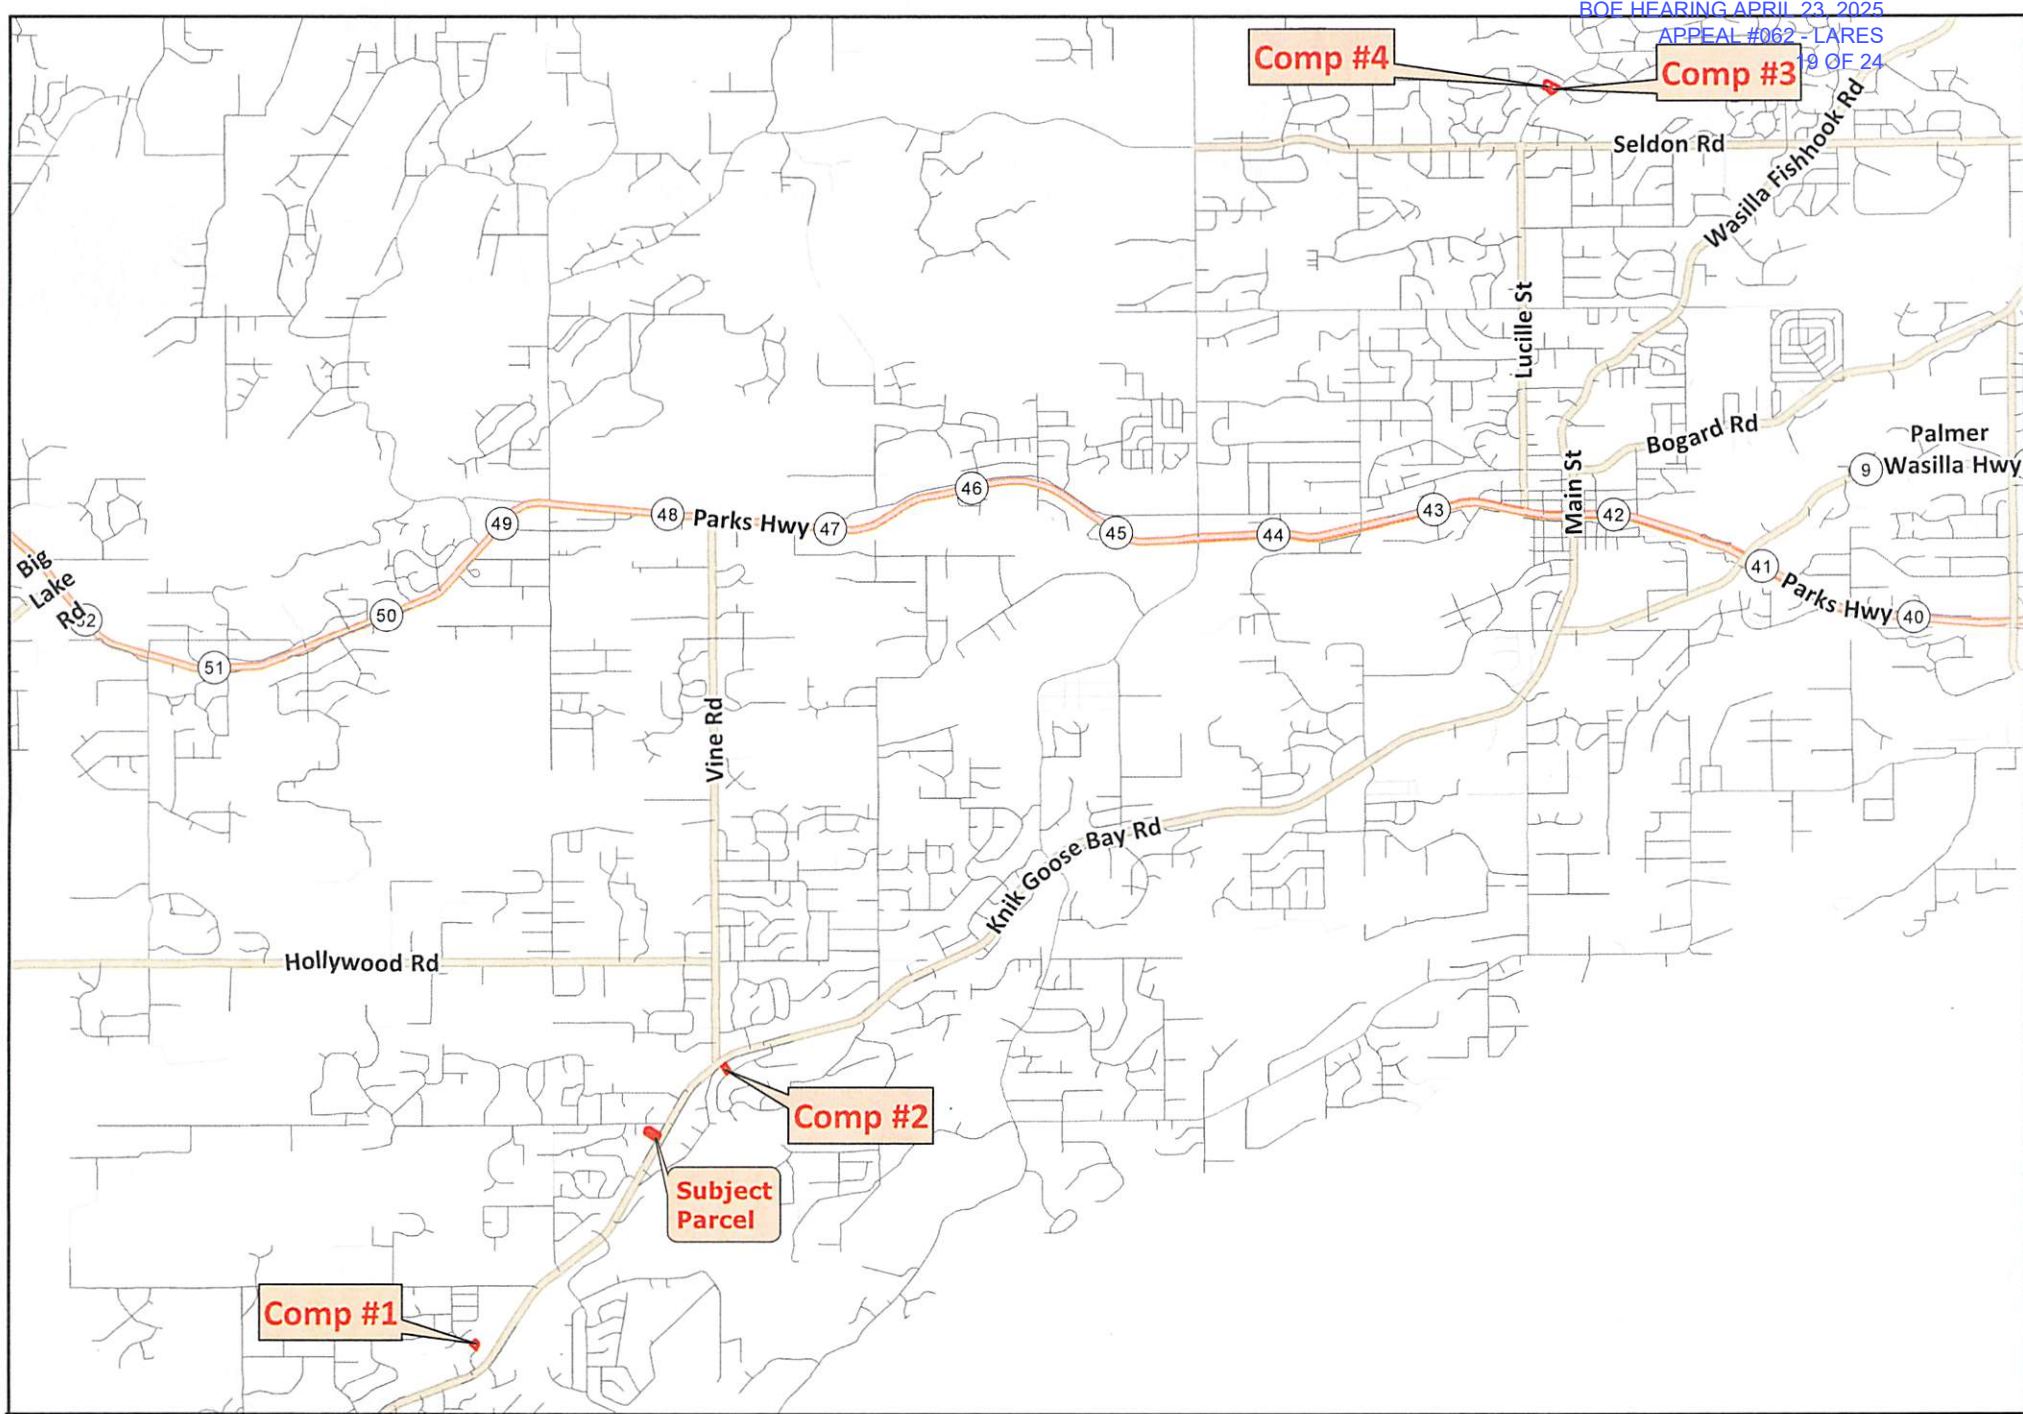 BOE HEARING APRIL 23, 2025
APPEAL #062 - LARES
19 OF 24
Comp #4
Comp #3
Seldon Rd
Wasilla Fishhook Rd
Lucille St
Bogard Rd
Palmer
Wasilla Hwy
9
Main St
46
49
48
Parks Hwy
47
45
44
43
42
41
Parks Hwy
40
Big
Lake
Rd
50
51
Vine Rd
Knik Goose Bay Rd
Hollywood Rd
Comp #2
Subject
Parcel
Comp #1